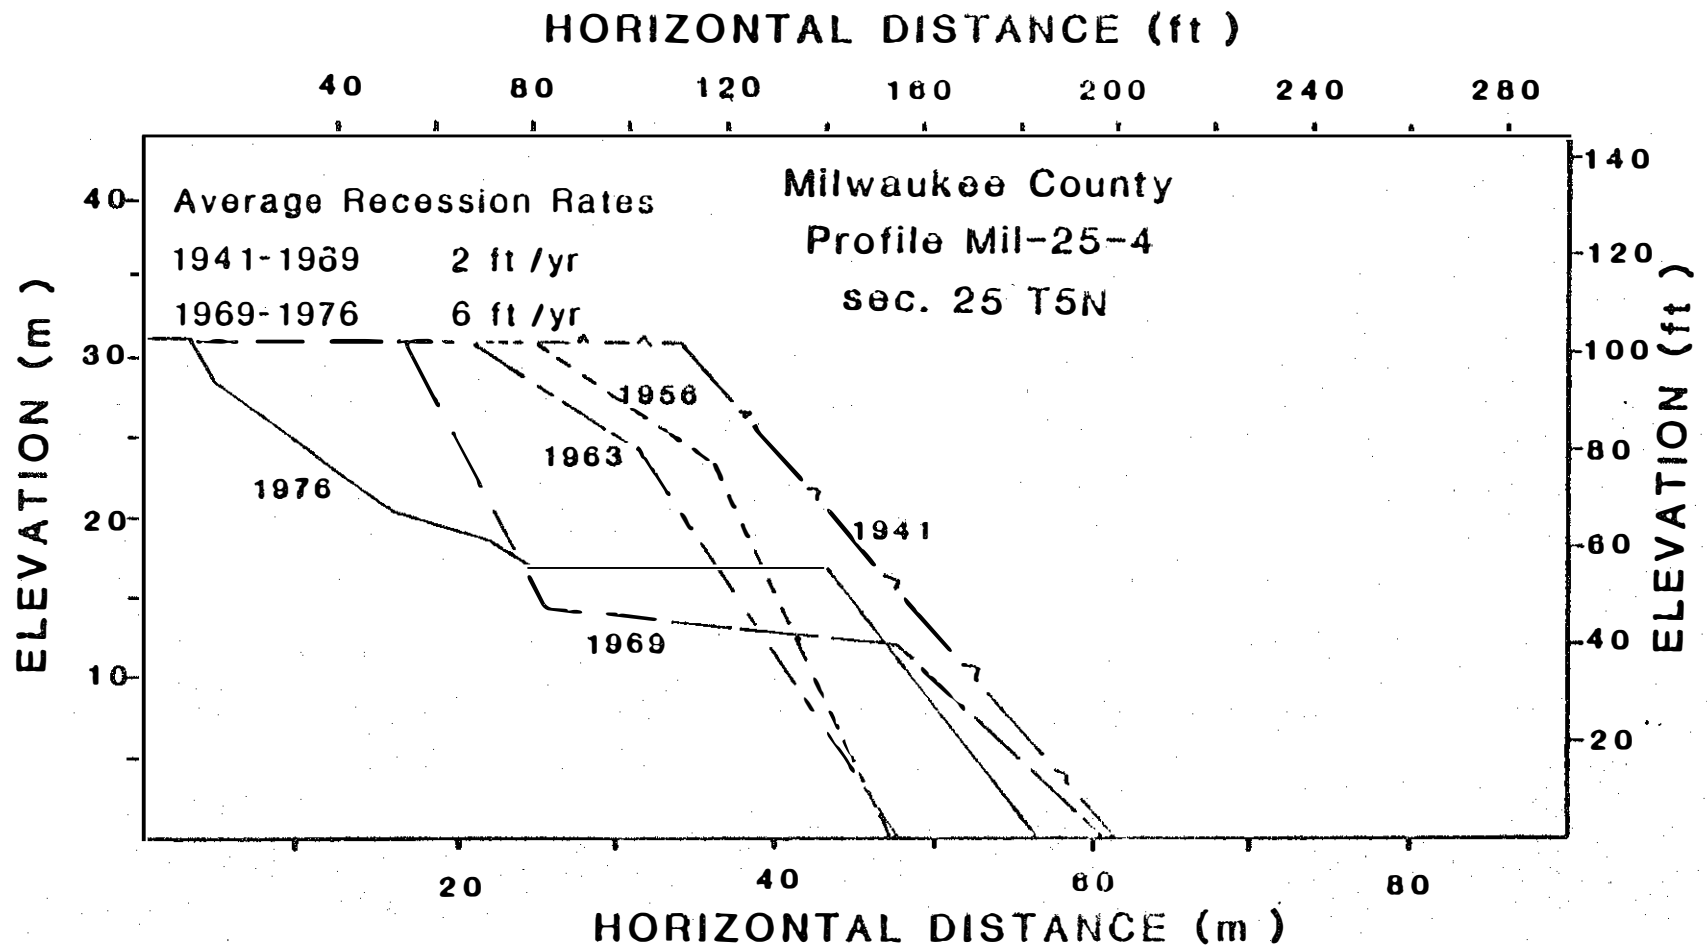 HORIZONTAL DISTANCE (ft )
40 80 120 160 200 240 280
Milwaukee County
Profile Mil-25-4
sec. 25 T5N
Average Recession Rates
1941-1969 2 ft /yr
1969-1976 6 ft /yr
ELEVATION (m )
40
30
20
10
ELEVATION (ft )
140
120
100
80
60
40
20
1956
1963
1976
1941
1969
20 40 60 80
HORIZONTAL DISTANCE (m )